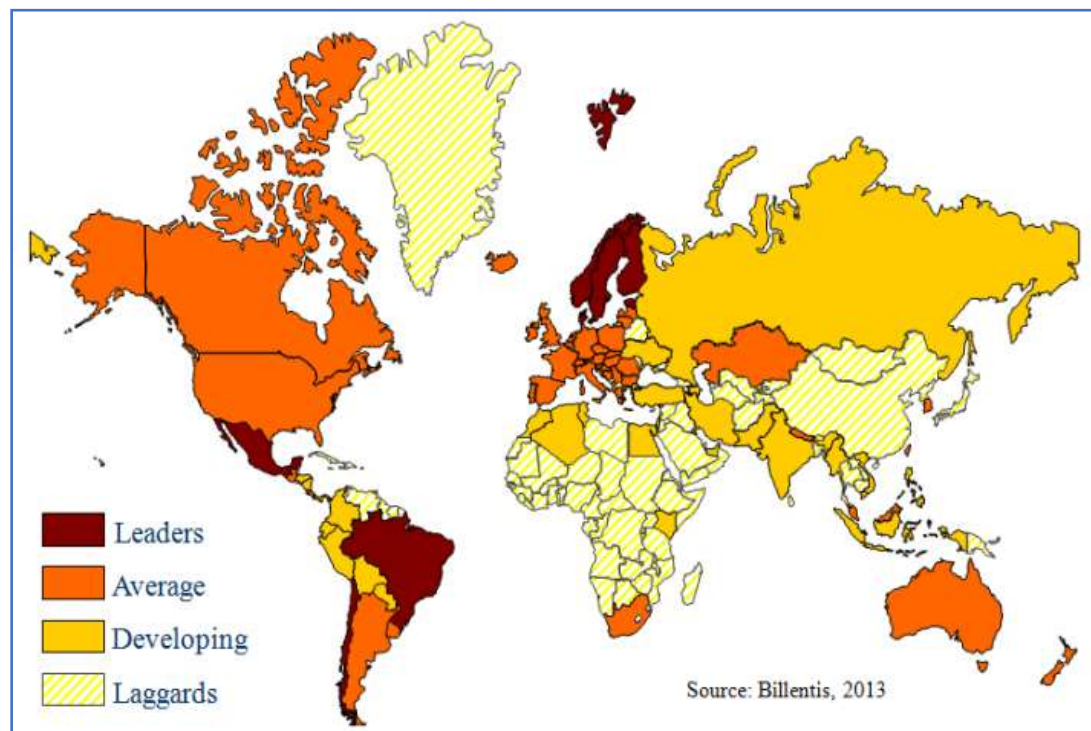 Leaders
Average
Developing
Laggards
Source: Billentis, 2013